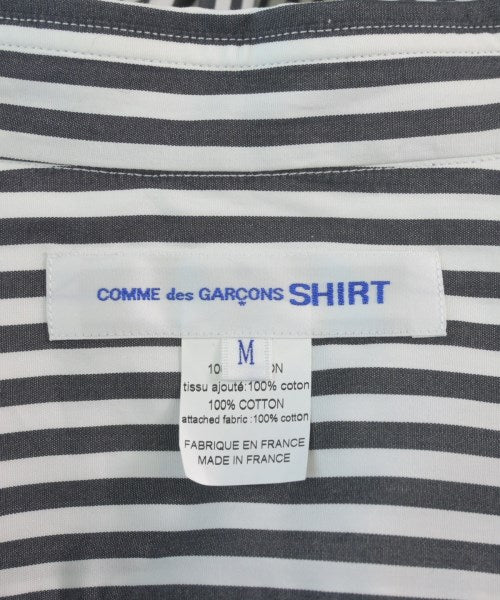 COMME des GARÇONS SHIRT
M
tissu ajouté:100% coton
100% COTTON
attached fabric :100% cotton
FABRIQUE EN FRANCE
MADE IN FRANCE